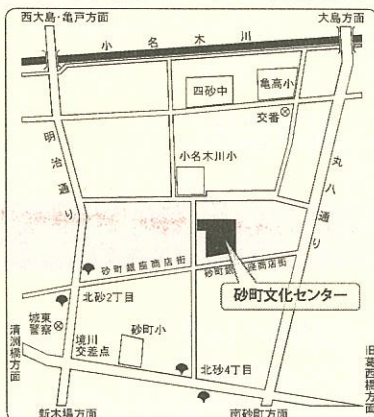 西大島・亀戸方面
大島方面
小名木川
四砂中
亀高小
交番
明治通り
小名木川小
丸八通り
砂町銀座商店街
砂町銀座商店街
砂町文化センター
北砂2丁目
城東
警察
境川
交差点
砂町小
清洲橋方面
北砂4丁目
旧葛西橋方面
新木場方面
南砂町方面